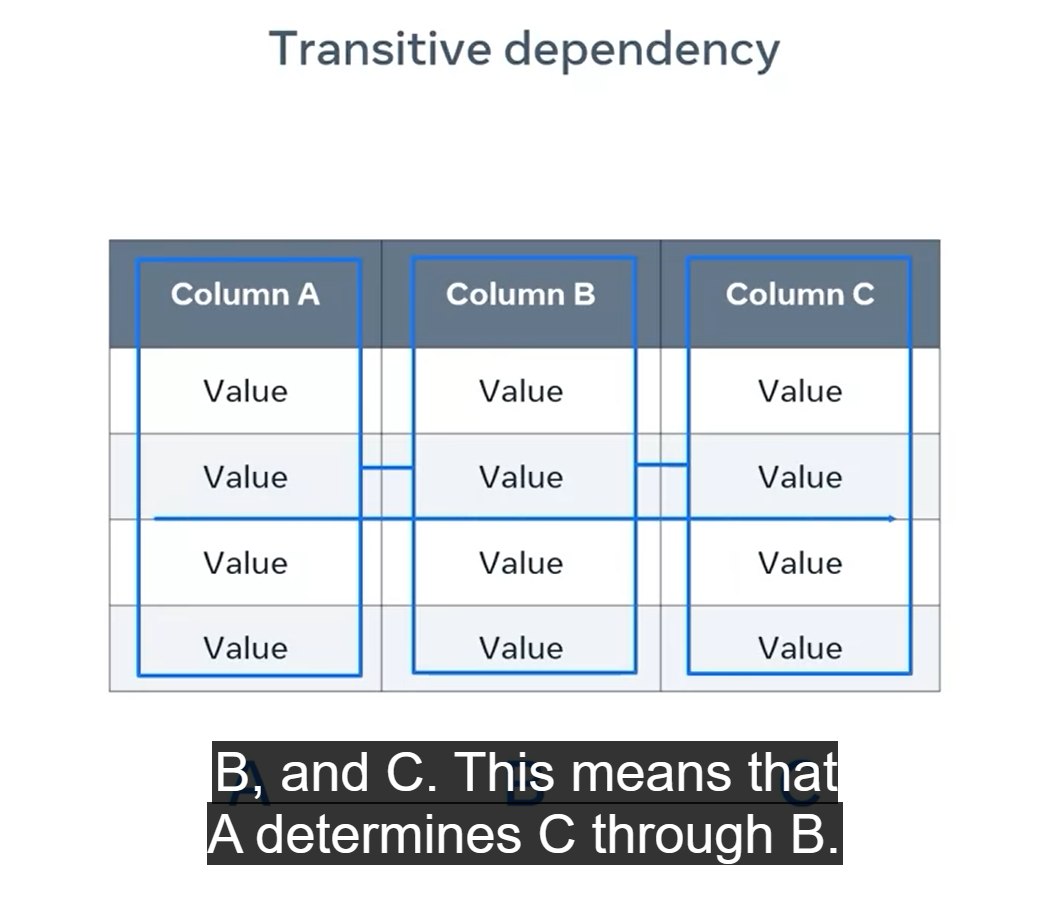 Transitive dependency
Column A Column B Column C
Value Value Value
Value Value Value
Value Value Value
Value Value Value
A B C
B, and C. This means that
A determines C through B.